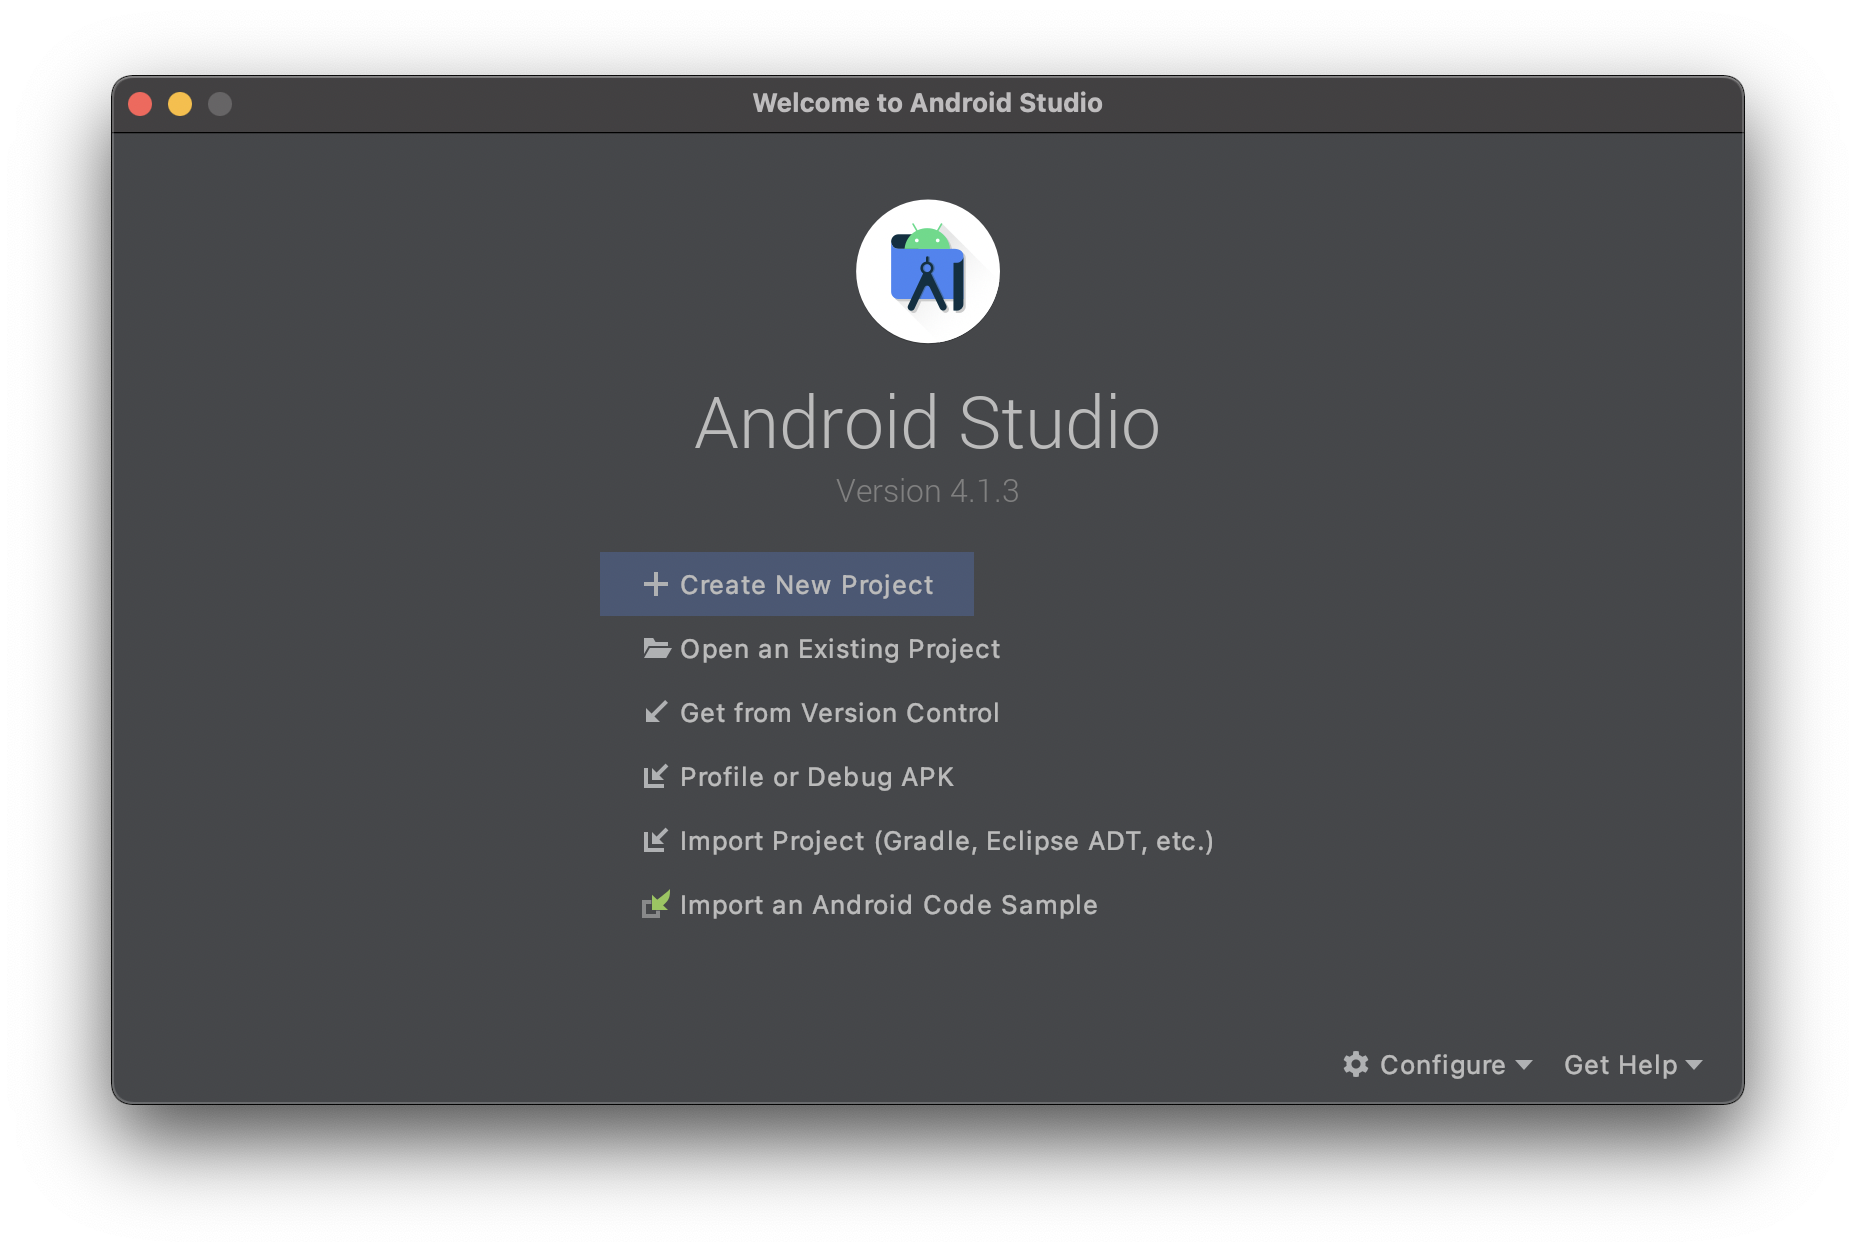 Welcome to Android Studio
Android Studio
Version 4.1.3
Create New Project
Open an Existing Project
Get from Version Control
Profile or Debug APK
Import Project (Gradle, Eclipse ADT, etc.)
Import an Android Code Sample
Configure Get Help